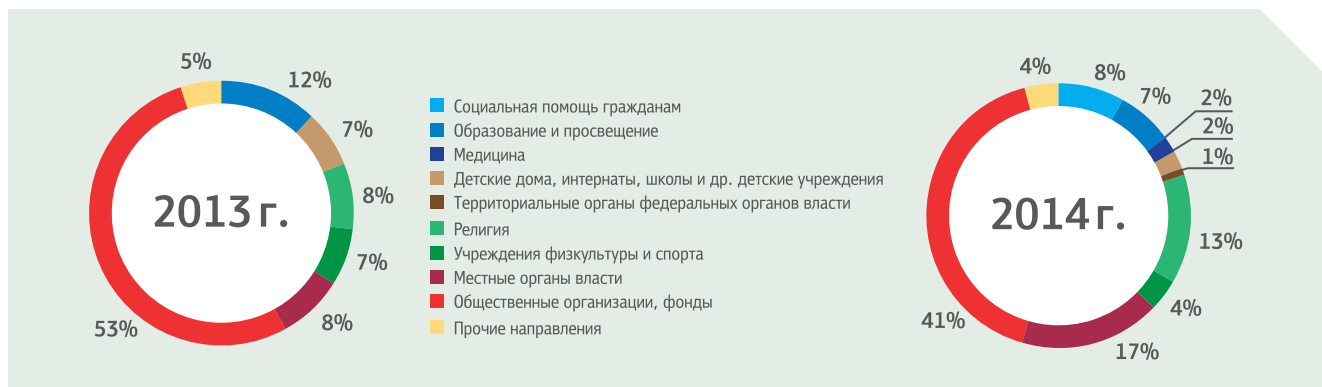 5%
12%
7%
8%
7%
8%
53%
2013 г.
Социальная помощь гражданам
Образование и просвещение
Медицина
Детские дома, интернаты, школы и др. детские учреждения
Территориальные органы федеральных органов власти
Религия
Учреждения физкультуры и спорта
Местные органы власти
Общественные организации, фонды
Прочие направления
4%
8%
7%
2%
2%
1%
13%
4%
17%
41%
2014 г.